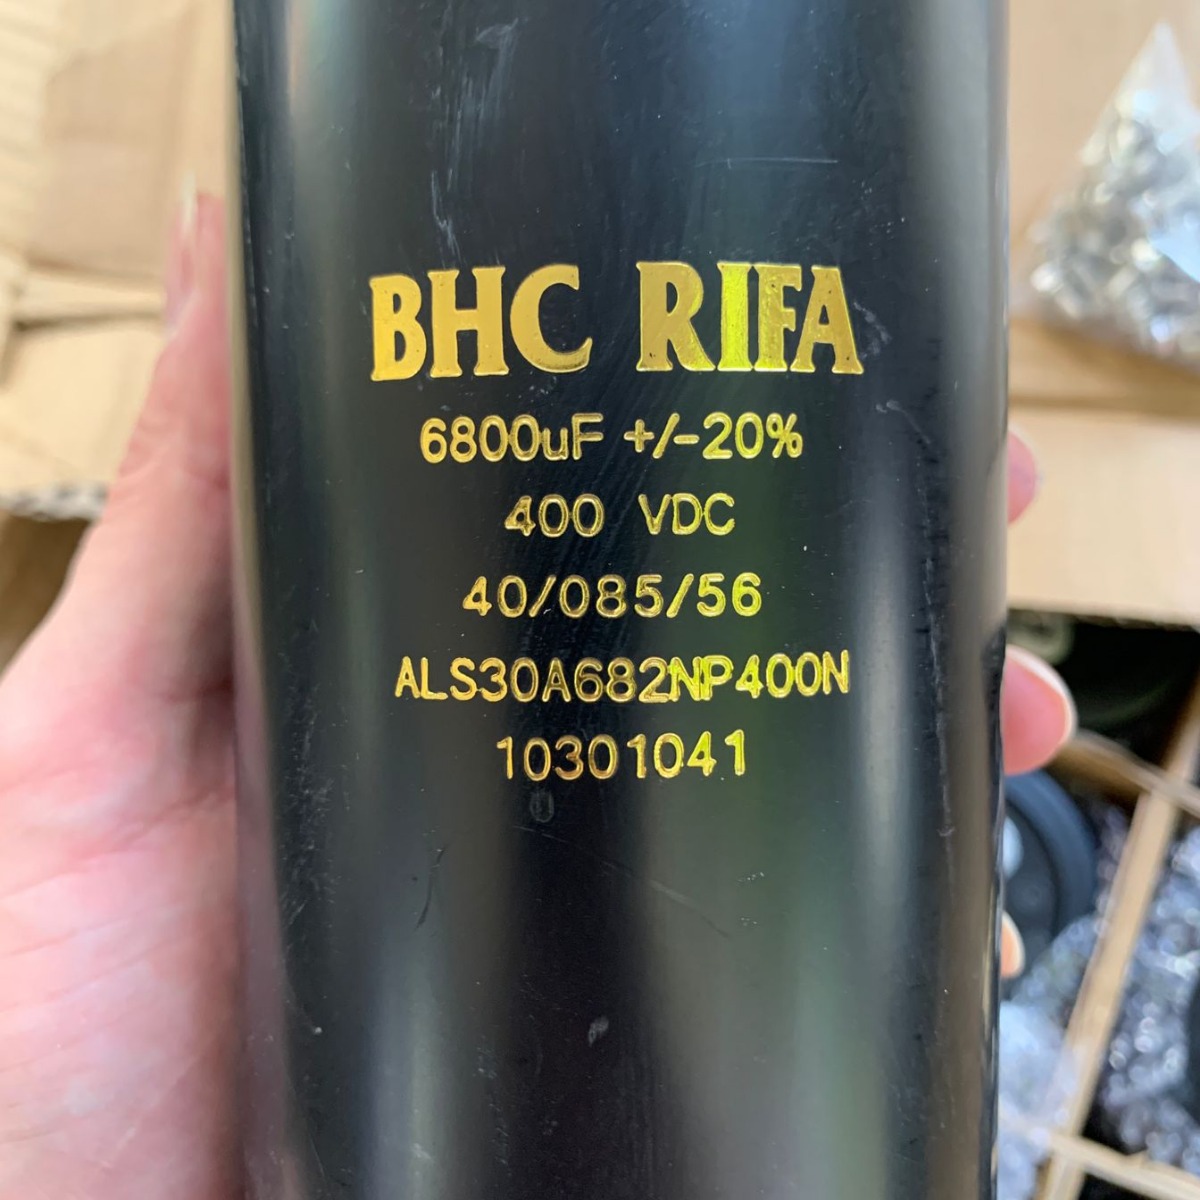 BHC RIFA
6800uF +/-20%
400 VDC
40/085/56
ALS30A682NP400N
10301041